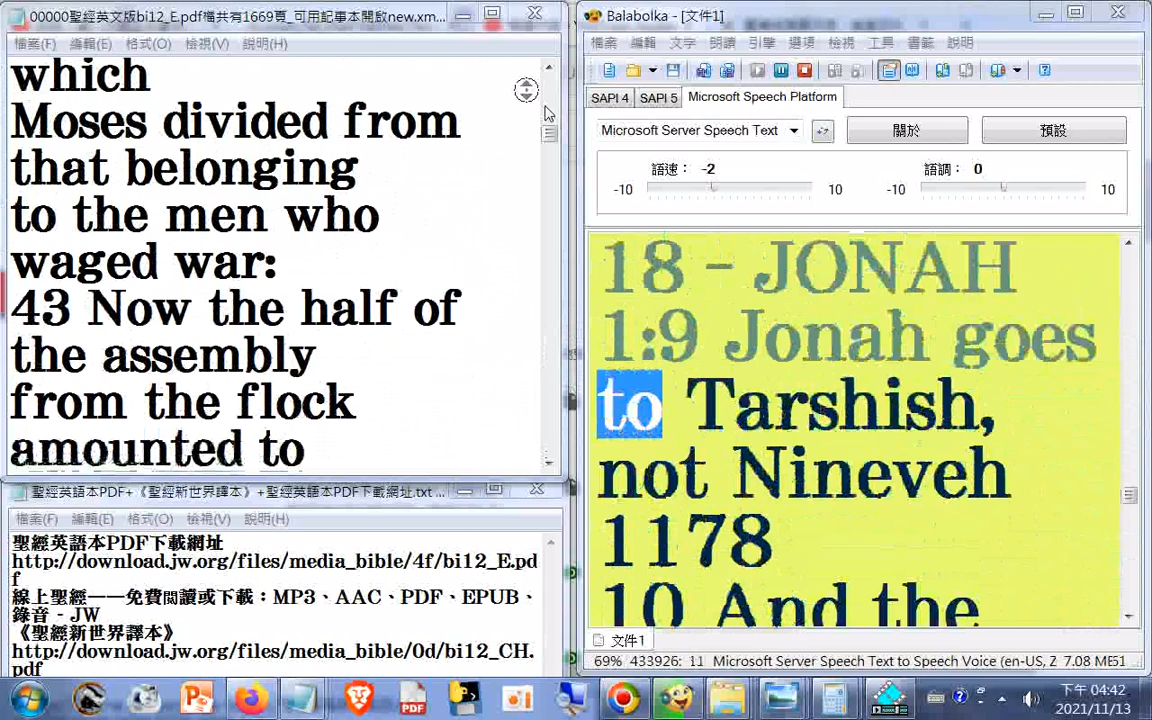 00000聖經英文版bi12_E.pdf檔共有1669頁_可用記事本開啟new.xm...
檔案(F) 編輯(E) 格式(O) 檢視(V) 說明(H)
which
Moses divided from
that belonging
to the men who
waged war:
43 Now the half of
the assembly
from the flock
amounted to
聖經英語本PDF+《聖經新世界譯本》+聖經英語本PDF下載網址.txt ...
檔案(F) 編輯(E) 格式(O) 檢視(V) 說明(H)
聖經英語本PDF下載網址
http://download.jw.org/files/media_bible/4f/bi12_E.pd
f
線上聖經——免費閱讀或下載：MP3、AAC、PDF、EPUB、
錄音 - JW
《聖經新世界譯本》
http://download.jw.org/files/media_bible/0d/bi12_CH.
pdf
Balabolka - [文件1]
檔案 編輯 文字 朗讀 引擎 選項 檢視 工具 書籤 說明
SAPI 4 SAPI 5 Microsoft Speech Platform
Microsoft Server Speech Text 關於 預設
語速： -2 語調： 0
-10 10 -10 10
18 - JONAH
1:9 Jonah goes
to Tarshish,
not Nineveh
1178
10 And the
文件1
69% 433926: 11 Microsoft Server Speech Text to Speech Voice (en-US, Z 7.08 ME51
下午 04:42
2021/11/13